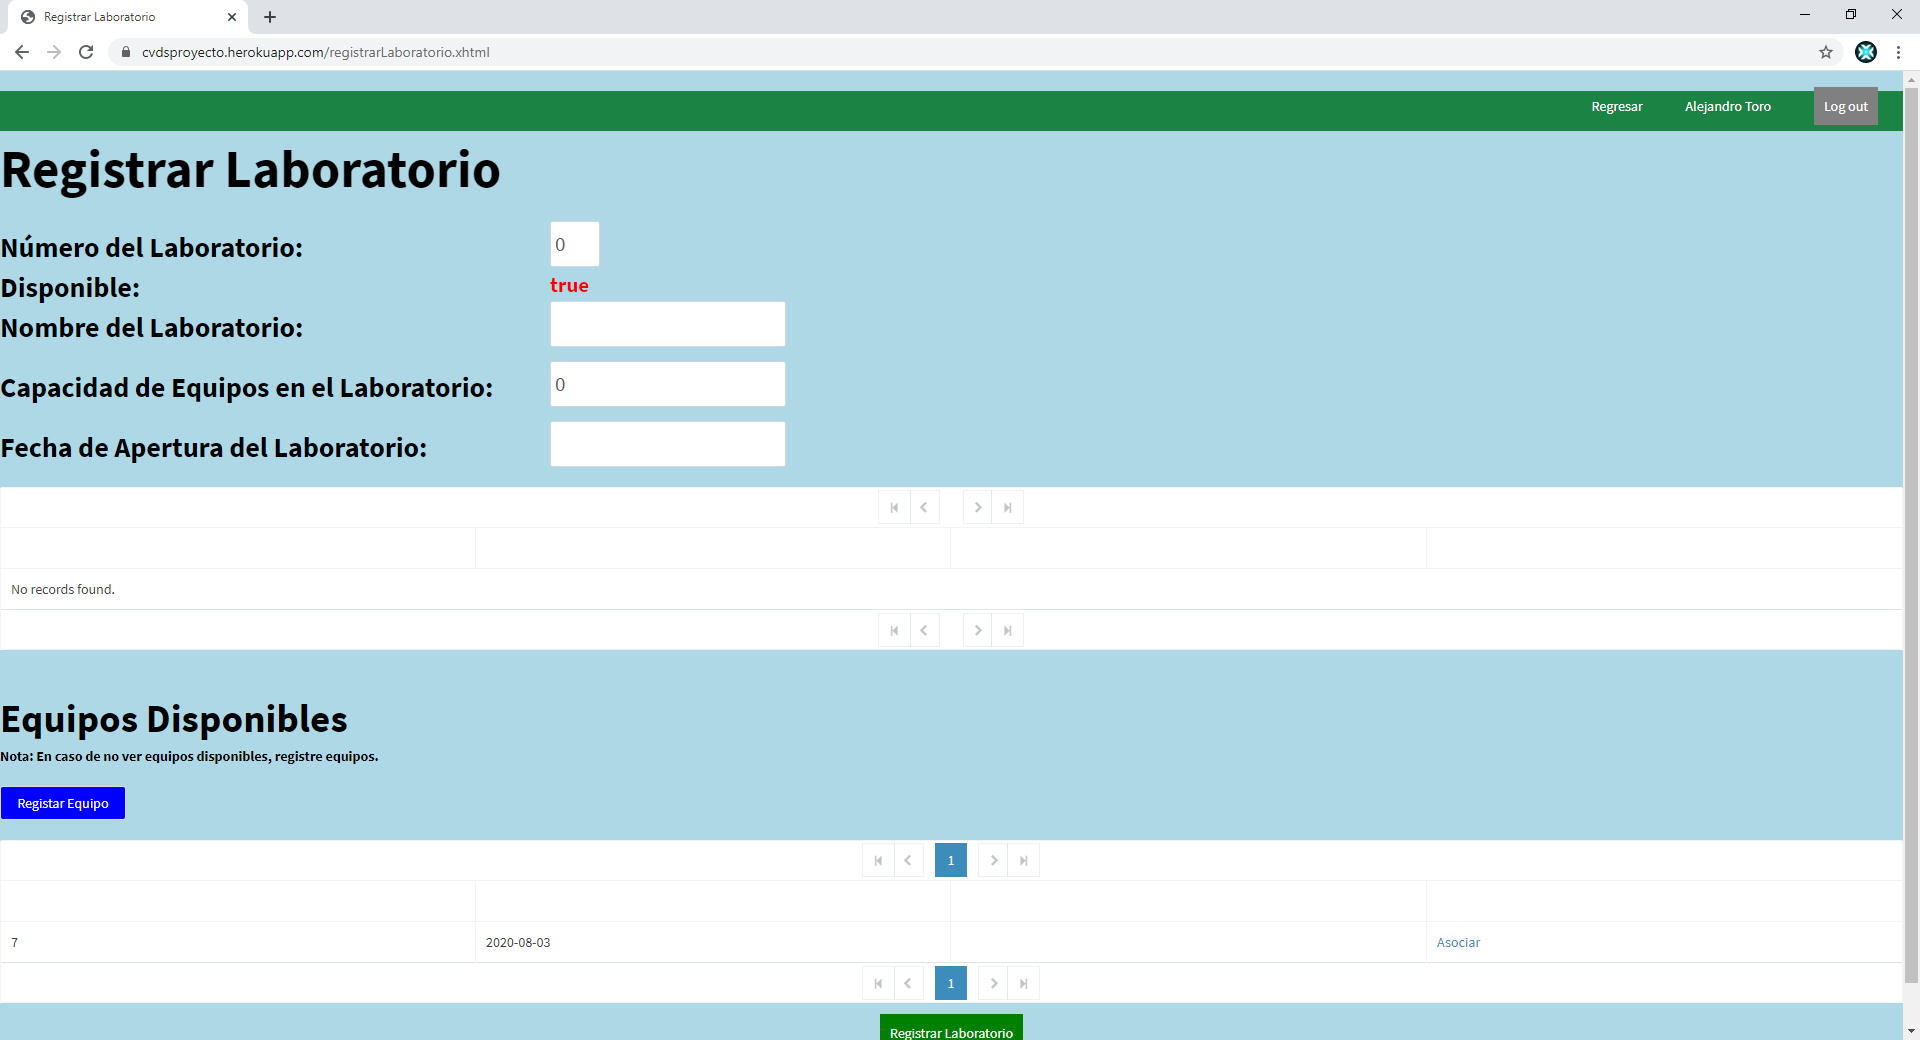 Registrar Laboratorio
cvdsproyecto.herokuapp.com/registrarLaboratorio.xhtml
Regresar Alejandro Toro Log out
Registrar Laboratorio
Número del Laboratorio: 0
Disponible: true
Nombre del Laboratorio:
Capacidad de Equipos en el Laboratorio: 0
Fecha de Apertura del Laboratorio:
No records found.
Equipos Disponibles
Nota: En caso de no ver equipos disponibles, registre equipos.
Registar Equipo
1
7 2020-08-03 Asociar
1
Registrar Laboratorio